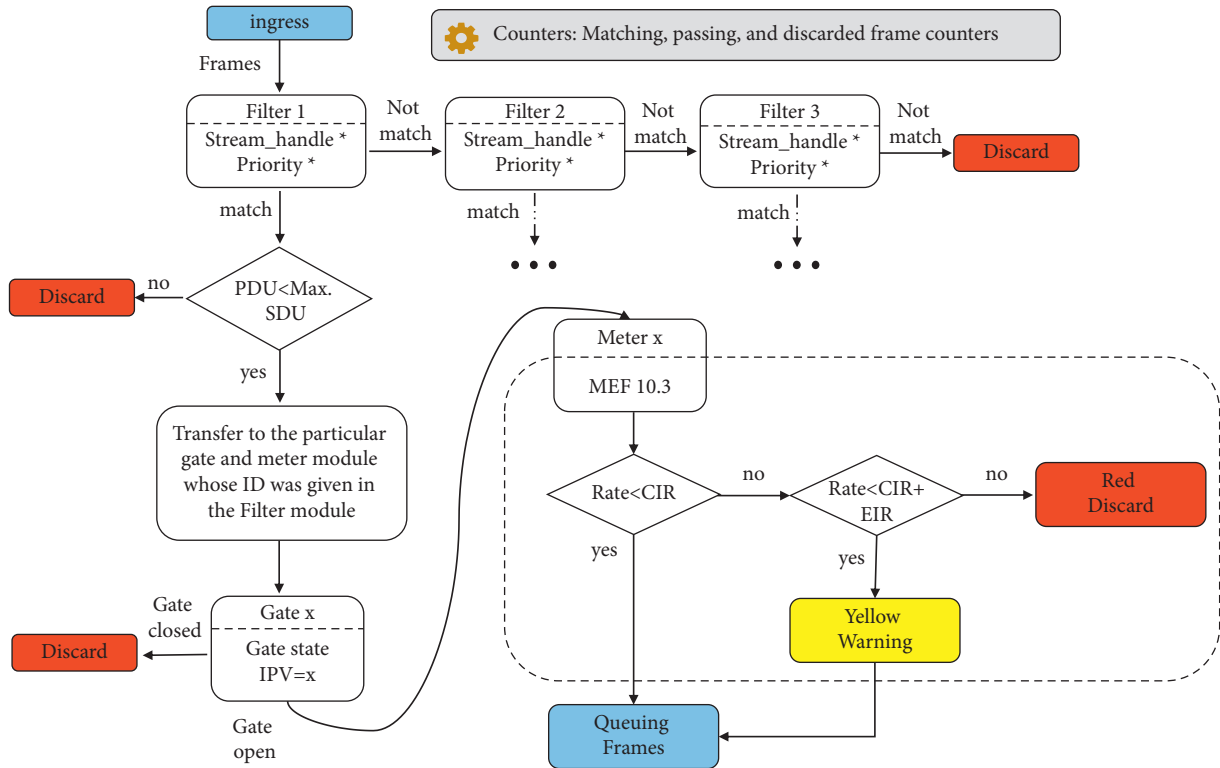 ingress
Counters: Matching, passing, and discarded frame counters
Frames
Filter 1
Stream_handle *
Priority *
Not
match
Filter 2
Stream_handle *
Priority *
Not
match
Filter 3
Stream_handle *
Priority *
Not
match
Discard
match
match
match
PDU<Max.
SDU
no
Discard
yes
Transfer to the particular
gate and meter module
whose ID was given in
the Filter module
Gate x
Gate state
IPV=x
Gate
closed
Discard
Gate
open
Meter x
MEF 10.3
Rate<CIR
no
Rate<CIR+
EIR
no
Red
Discard
yes
yes
Yellow
Warning
Queuing
Frames